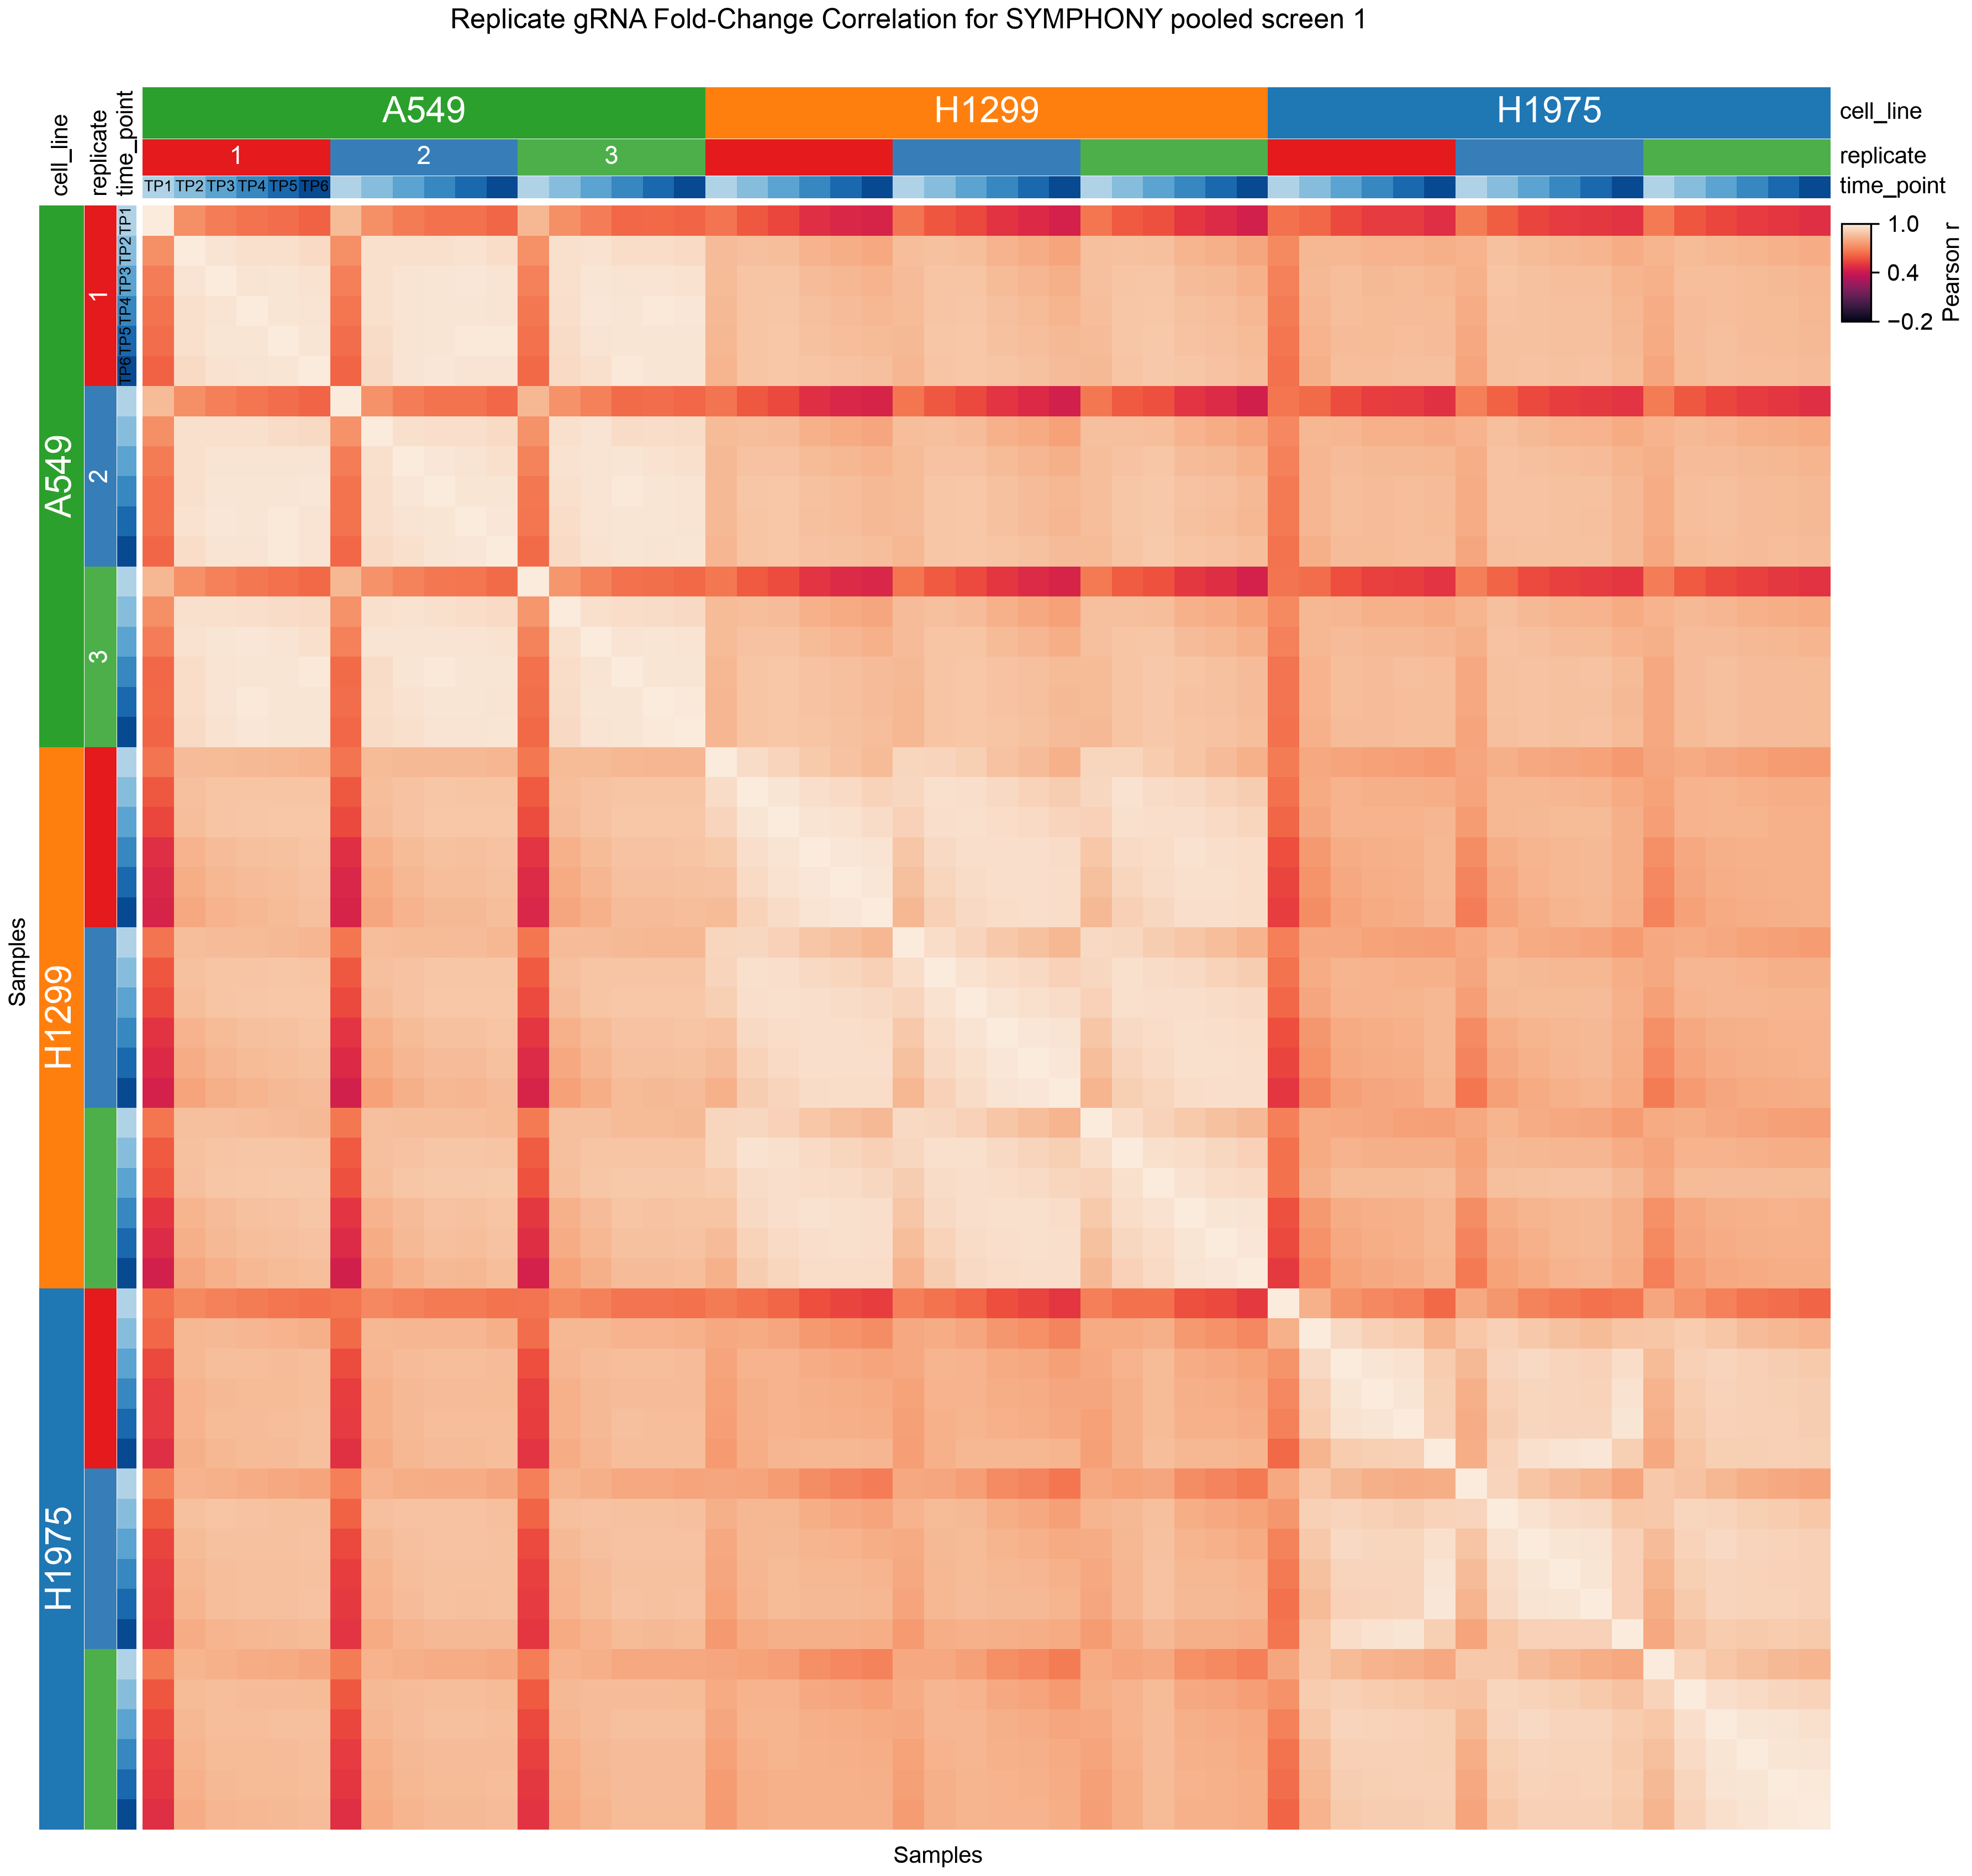 Replicate gRNA Fold-Change Correlation for SYMPHONY pooled screen 1
cell_line
replicate
time_point
A549
H1299
H1975
cell_line
1
2
3
replicate
TP1
TP2
TP3
TP4
TP5
TP6
time_point
TP1
TP2
TP3
TP4
TP5
TP6
1
2
3
A549
H1299
H1975
1.0
0.4
−0.2
Pearson r
Samples
Samples